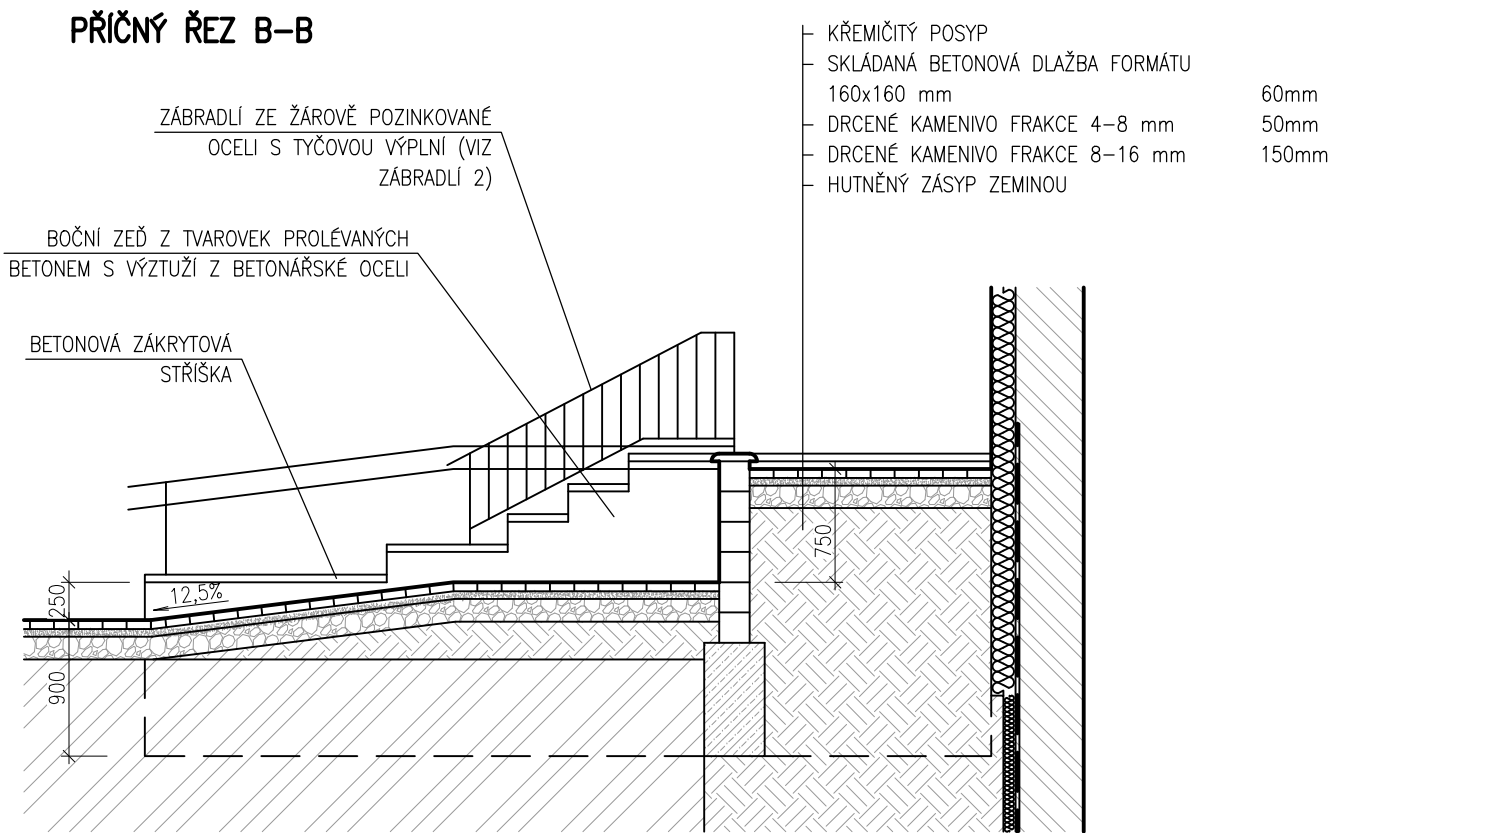 PŘÍČNÝ ŘEZ B-B
KŘEMIČITÝ POSYP
SKLÁDANÁ BETONOVÁ DLAŽBA FORMÁTU
160x160 mm 60mm
DRCENÉ KAMENIVO FRAKCE 4-8 mm 50mm
DRCENÉ KAMENIVO FRAKCE 8-16 mm 150mm
HUTNĚNÝ ZÁSYP ZEMINOU
ZÁBRADLÍ ZE ŽÁROVĚ POZINKOVANÉ
OCELI S TYČOVOU VÝPLNÍ (VIZ
ZÁBRADLÍ 2)
BOČNÍ ZEĎ Z TVAROVEK PROLÉVANÝCH
BETONEM S VÝZTUŽÍ Z BETONÁŘSKÉ OCELI
BETONOVÁ ZÁKRYTOVÁ
STŘÍŠKA
750
250
12,5%
900